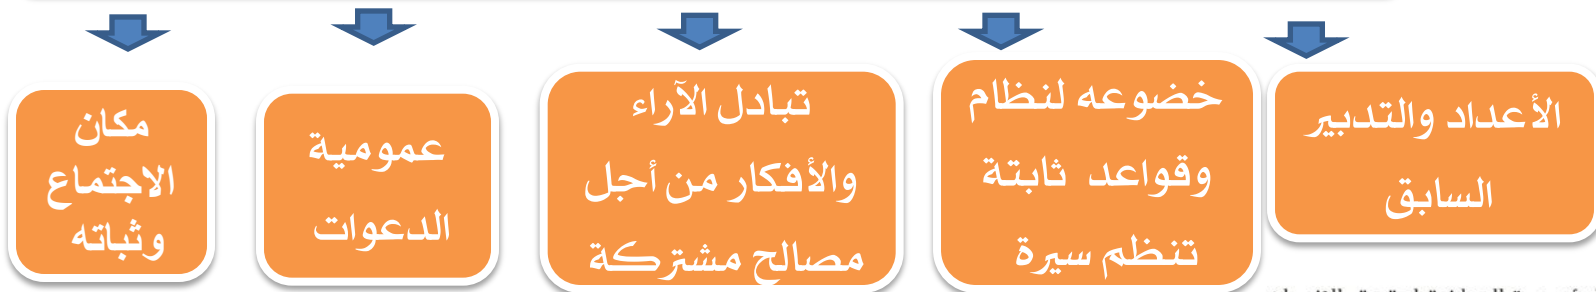 الأعداد والتدبير
السابق
خضوعه لنظام
وقواعد ثابتة
تنظم سيرة
تبادل الآراء
والأفكار من أجل
مصالح مشتركة
عمومية
الدعوات
مكان
الاجتماع
وثباته